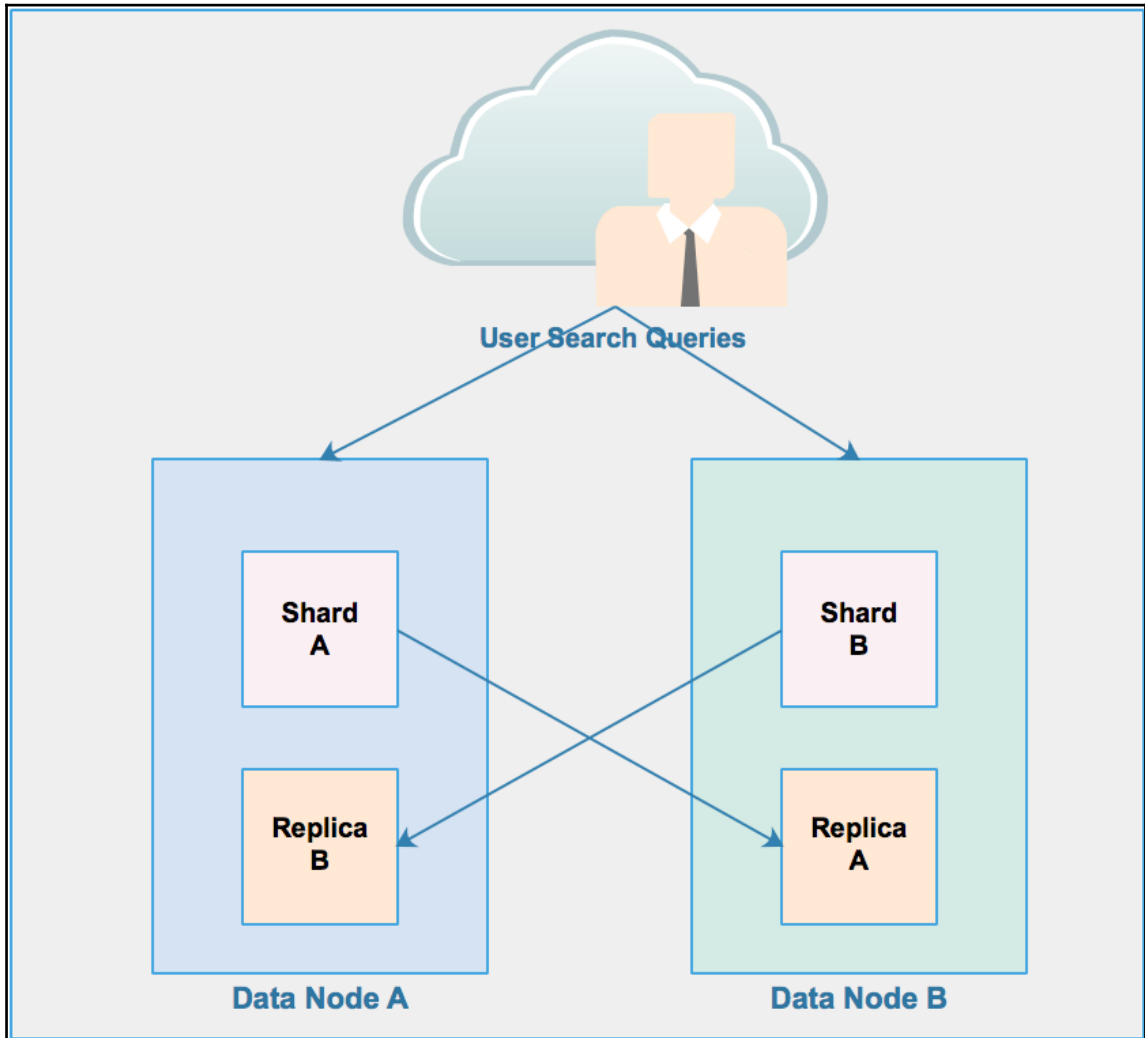 User Search Queries
Shard
A
Shard
B
Replica
B
Replica
A
Data Node A
Data Node B